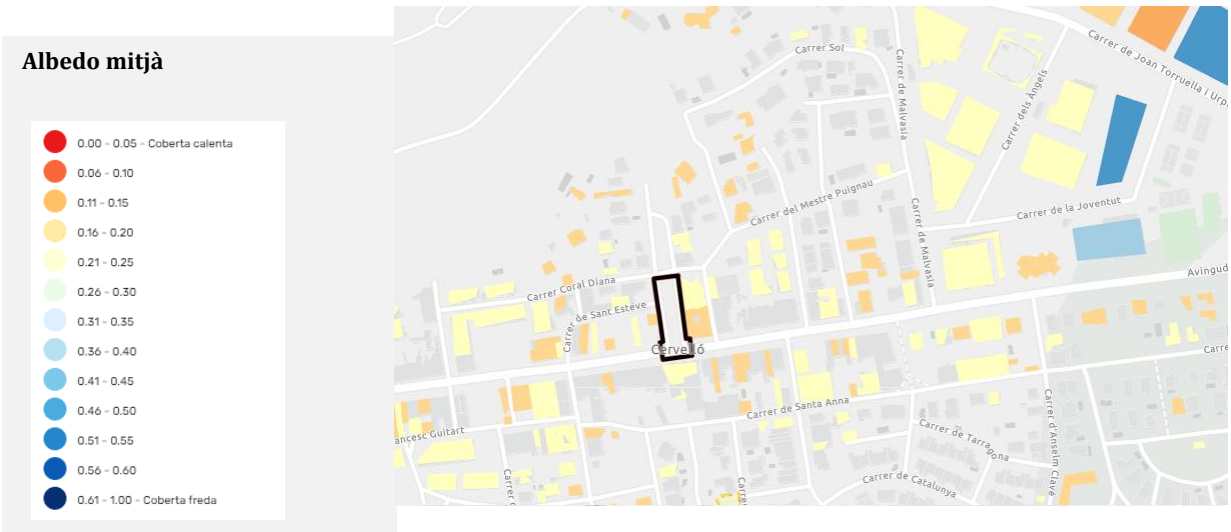 Albedo mitjà
0.00 - 0.05 - Coberta calenta
0.06 - 0.10
0.11 - 0.15
0.16 - 0.20
0.21 - 0.25
0.26 - 0.30
0.31 - 0.35
0.36 - 0.40
0.41 - 0.45
0.46 - 0.50
0.51 - 0.55
0.56 - 0.60
0.61 - 1.00 - Coberta freda
Carrer Sol
Carrer de Malvasia
Carrer dels Àngels
Carrer de Joan Torruella i Urp
Carrer del Mestre Puignau
Carrer de Malvasia
Carrer de la Joventut
Avingud
Carrer Coral Diana
Carrer de Sant Esteve
Cervelló
Carre
Carrer de Santa Anna
ancesc Guitart
Carrer de Tarragona
Carrer d'Anselm Clavé
Carrer de Catalunya
Carrer
Carrer